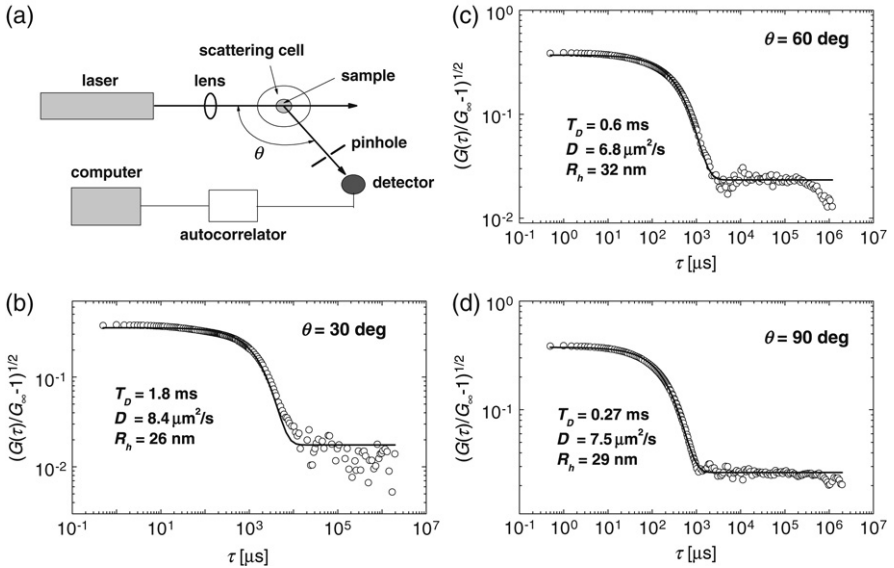 (a)
scattering cell
sample
laser
lens
pinhole
θ
computer
detector
autocorrelator
(b)
θ = 30 deg
(G(τ)/G∞-1)^1/2
10^-1
10^-2
T_D = 1.8 ms
D = 8.4 μm²/s
R_h = 26 nm
10^-1 10^1 10^3 10^5 10^7
τ [μs]
(c)
10^0
θ = 60 deg
(G(τ)/G∞-1)^1/2
10^-1
T_D = 0.6 ms
D = 6.8 μm²/s
R_h = 32 nm
10^-2
10^-1 10^0 10^1 10^2 10^3 10^4 10^5 10^6 10^7
τ [μs]
(d)
10^0
θ = 90 deg
(G(τ)/G∞-1)^1/2
10^-1
T_D = 0.27 ms
D = 7.5 μm²/s
R_h = 29 nm
10^-2
10^-1 10^0 10^1 10^2 10^3 10^4 10^5 10^6 10^7
τ [μs]